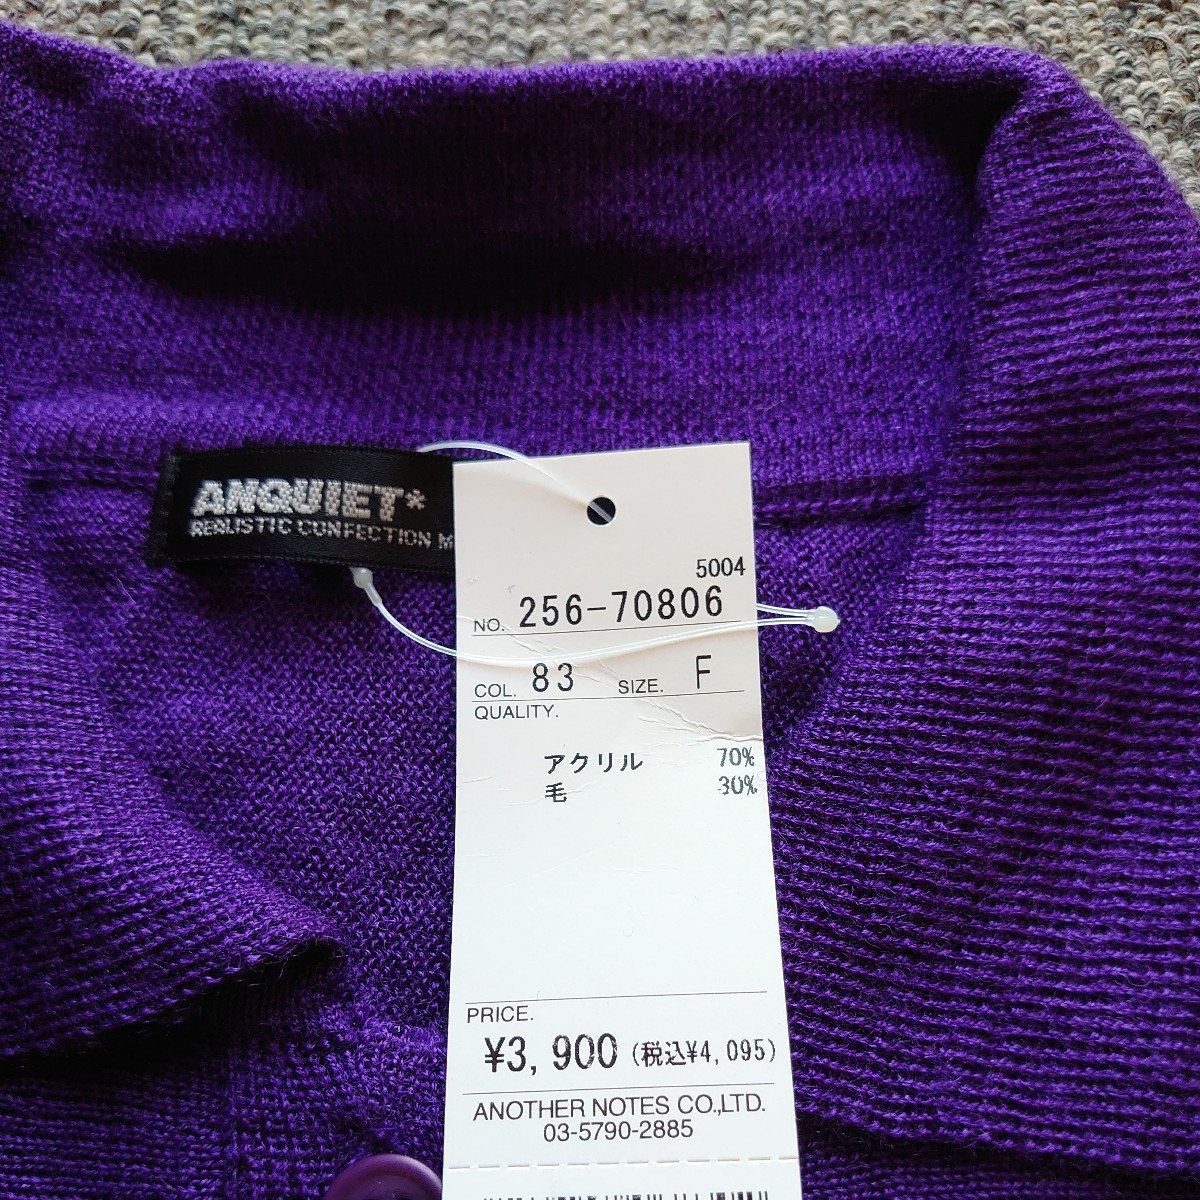 ANQUIET*
REALISTIC CONFECTION M
5004
NO. 256-70806
COL. 83 SIZE. F
QUALITY.
アクリル 70%
毛 30%
PRICE.
¥3,900 (税込¥4,095)
ANOTHER NOTES CO.,LTD.
03-5790-2885